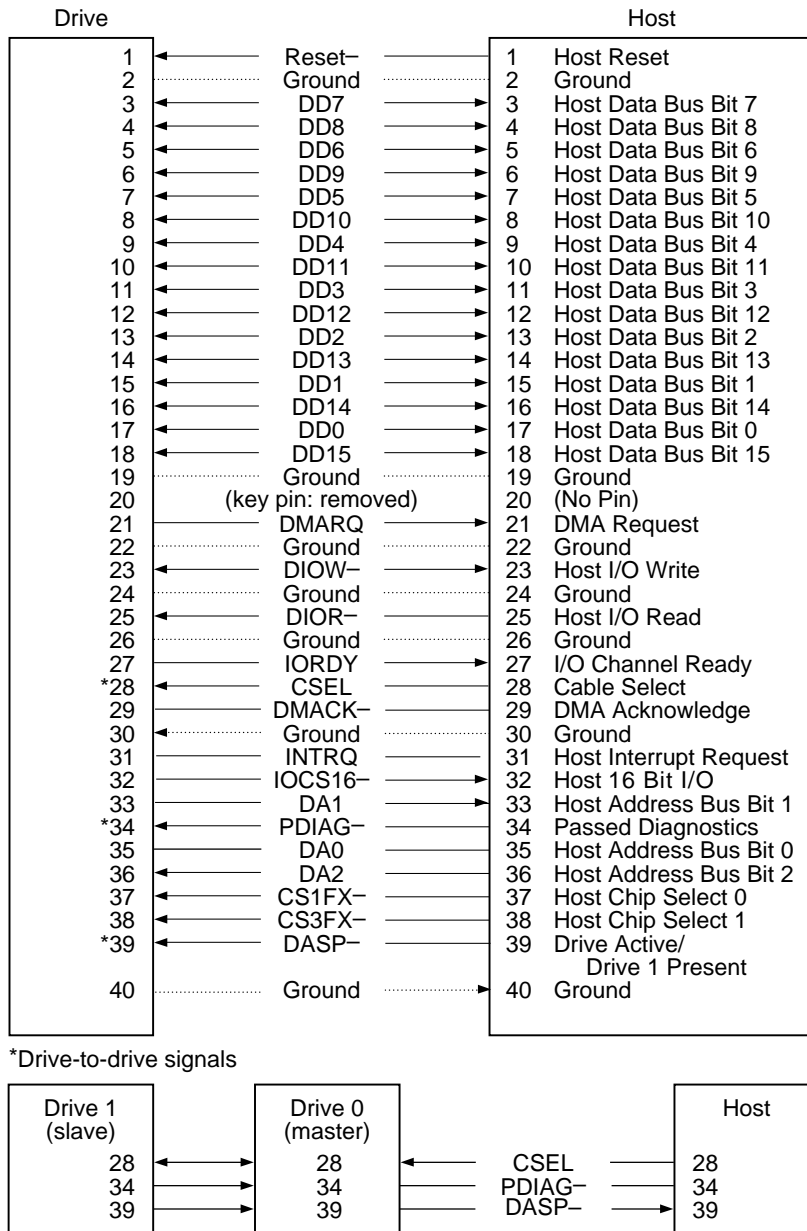 Drive Host
1 Reset– 1 Host Reset
2 Ground 2 Ground
3 DD7 3 Host Data Bus Bit 7
4 DD8 4 Host Data Bus Bit 8
5 DD6 5 Host Data Bus Bit 6
6 DD9 6 Host Data Bus Bit 9
7 DD5 7 Host Data Bus Bit 5
8 DD10 8 Host Data Bus Bit 10
9 DD4 9 Host Data Bus Bit 4
10 DD11 10 Host Data Bus Bit 11
11 DD3 11 Host Data Bus Bit 3
12 DD12 12 Host Data Bus Bit 12
13 DD2 13 Host Data Bus Bit 2
14 DD13 14 Host Data Bus Bit 13
15 DD1 15 Host Data Bus Bit 1
16 DD14 16 Host Data Bus Bit 14
17 DD0 17 Host Data Bus Bit 0
18 DD15 18 Host Data Bus Bit 15
19 Ground 19 Ground
20 (key pin: removed) 20 (No Pin)
21 DMARQ 21 DMA Request
22 Ground 22 Ground
23 DIOW– 23 Host I/O Write
24 Ground 24 Ground
25 DIOR– 25 Host I/O Read
26 Ground 26 Ground
27 IORDY 27 I/O Channel Ready
*28 CSEL 28 Cable Select
29 DMACK– 29 DMA Acknowledge
30 Ground 30 Ground
31 INTRQ 31 Host Interrupt Request
32 IOCS16– 32 Host 16 Bit I/O
33 DA1 33 Host Address Bus Bit 1
*34 PDIAG– 34 Passed Diagnostics
35 DA0 35 Host Address Bus Bit 0
36 DA2 36 Host Address Bus Bit 2
37 CS1FX– 37 Host Chip Select 0
38 CS3FX– 38 Host Chip Select 1
*39 DASP– 39 Drive Active/
Drive 1 Present
40 Ground 40 Ground
*Drive-to-drive signals
Drive 1 Drive 0 Host
(slave) (master)
28 28 CSEL 28
34 34 PDIAG– 34
39 39 DASP– 39